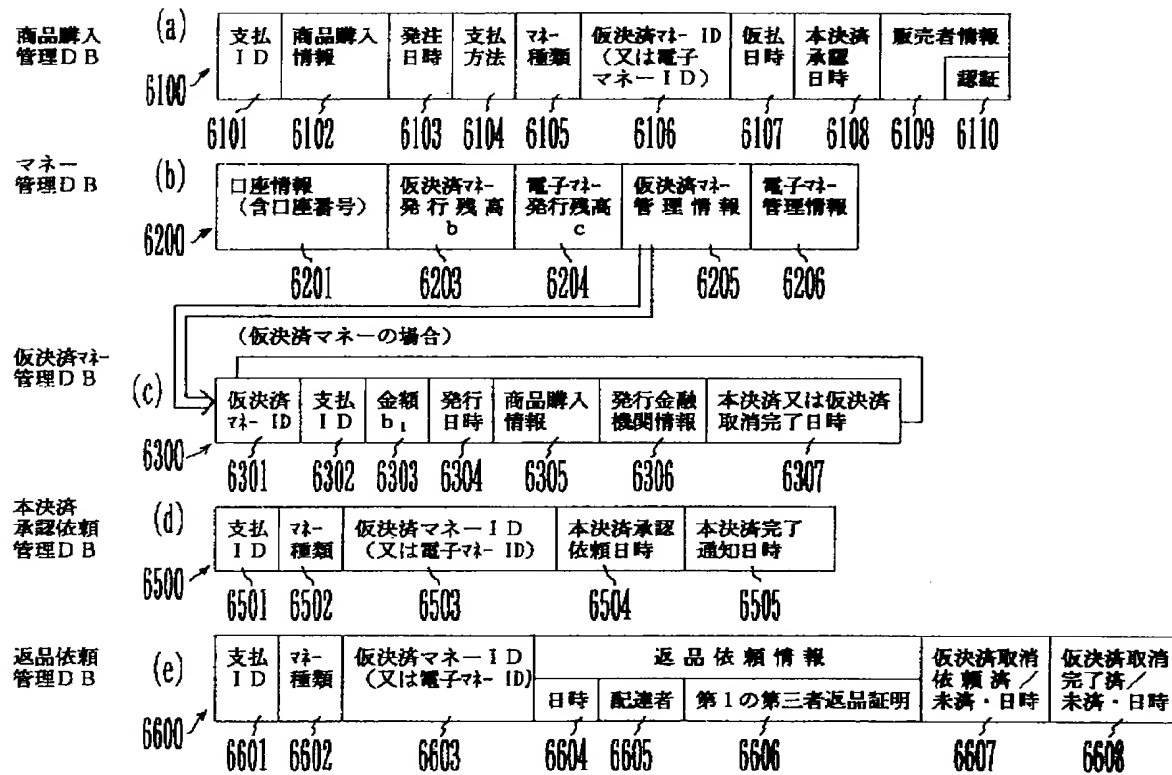 商品購入
管理DB
6100
(a)
支払
ID
商品購入
情報
発注
日時
支払
方法
マネー
種類
仮決済マネーID
(又は電子
マネーID)
仮払
日時
本決済
承認
日時
販売者情報
認証
6101 6102 6103 6104 6105 6106 6107 6108 6109 6110
マネー
管理DB
6200
(b)
口座情報
(含口座番号)
仮決済マネー
発行残高
b
電子マネー
発行残高
c
仮決済マネー
管理情報
電子マネー
管理情報
6201 6203 6204 6205 6206
(仮決済マネーの場合)
仮決済マネー
管理DB
6300
(c)
仮決済
マネーID
支払
ID
金額
b₁
発行
日時
商品購入
情報
発行金融
機関情報
本決済又は仮決済
取消完了日時
6301 6302 6303 6304 6305 6306 6307
本決済
承認依頼
管理DB
6500
(d)
支払
ID
マネー
種類
仮決済マネーID
(又は電子マネーID)
本決済承認
依頼日時
本決済完了
通知日時
6501 6502 6503 6504 6505
返品依頼
管理DB
6600
(e)
支払
ID
マネー
種類
仮決済マネーID
(又は電子マネーID)
返品依頼情報
日時
配達者
第1の第三者返品証明
仮決済取消
依頼済/
未済・日時
仮決済取消
完了済/
未済・日時
6601 6602 6603 6604 6605 6606 6607 6608